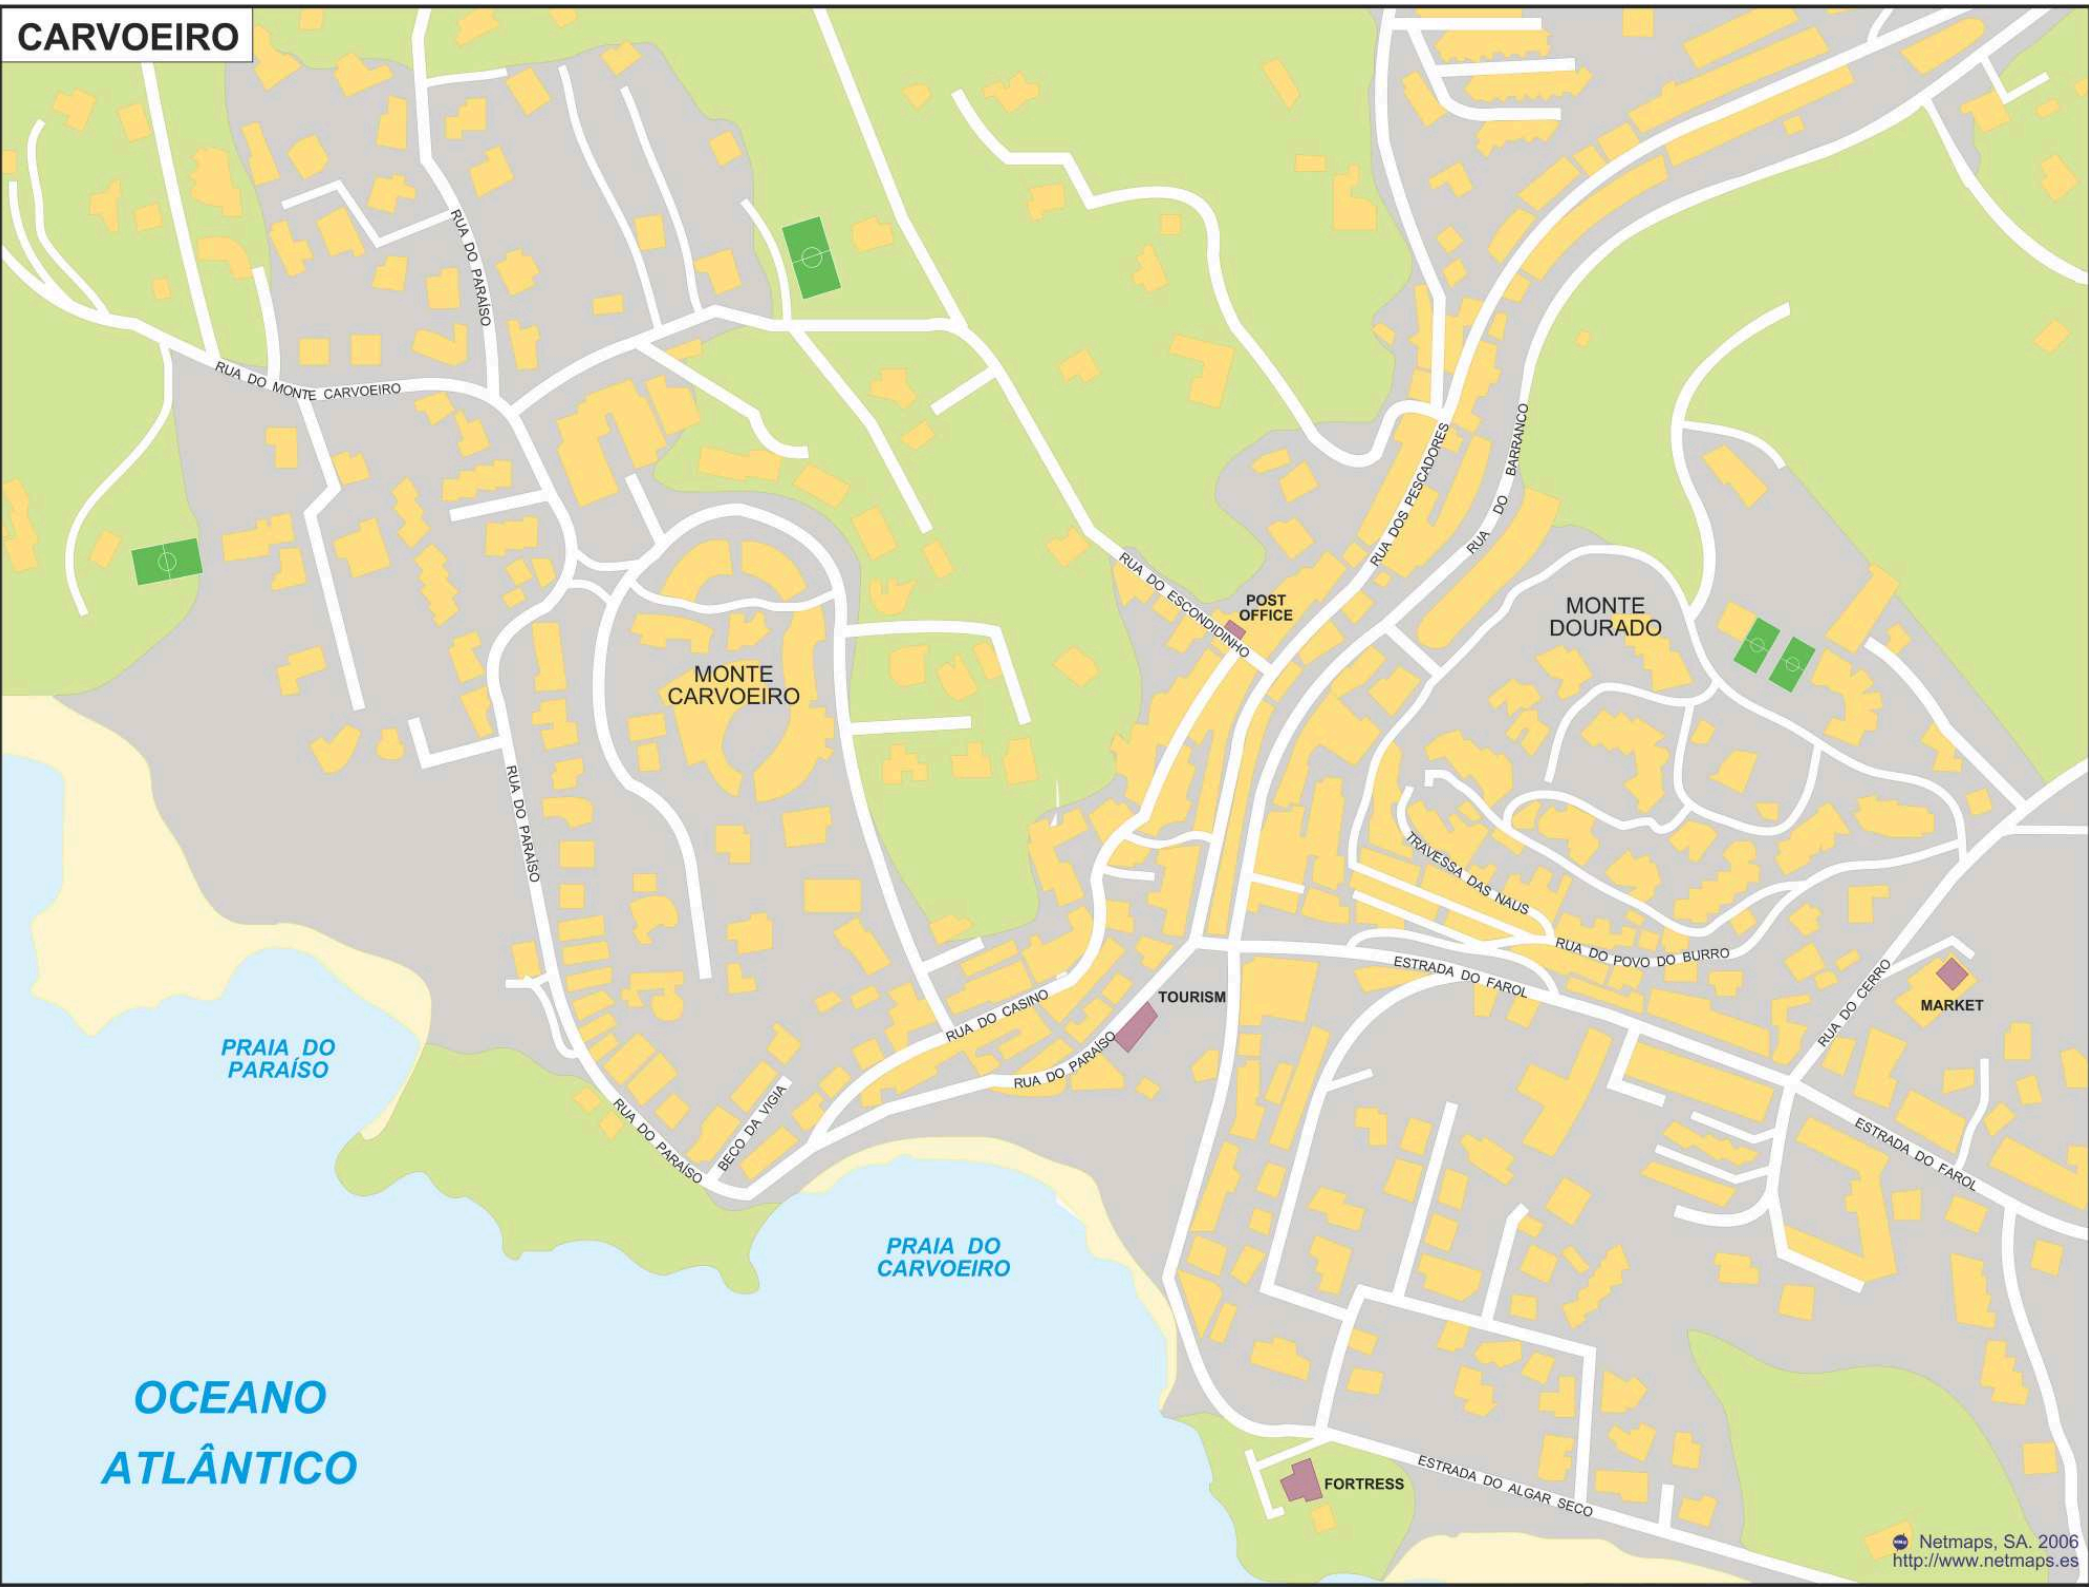 CARVOEIRO
RUA DO PARAÍSO
RUA DO MONTE CARVOEIRO
RUA DOS PESCADORES
RUA DO BARRANCO
RUA DO ESCONDIDINHO
POST
OFFICE
MONTE
DOURADO
MONTE
CARVOEIRO
RUA DO PARAÍSO
TRAVESSA DAS NAUS
RUA DO POVO DO BURRO
ESTRADA DO FAROL
RUA DO CERRO
MARKET
TOURISM
RUA DO CASINO
RUA DO PARAÍSO
PRAIA DO
PARAÍSO
RUA DO PARAÍSO
BECO DA VIGIA
ESTRADA DO FAROL
PRAIA DO
CARVOEIRO
OCEANO
ATLÂNTICO
FORTRESS
ESTRADA DO ALGAR SECO
Netmaps, SA. 2006
http://www.netmaps.es